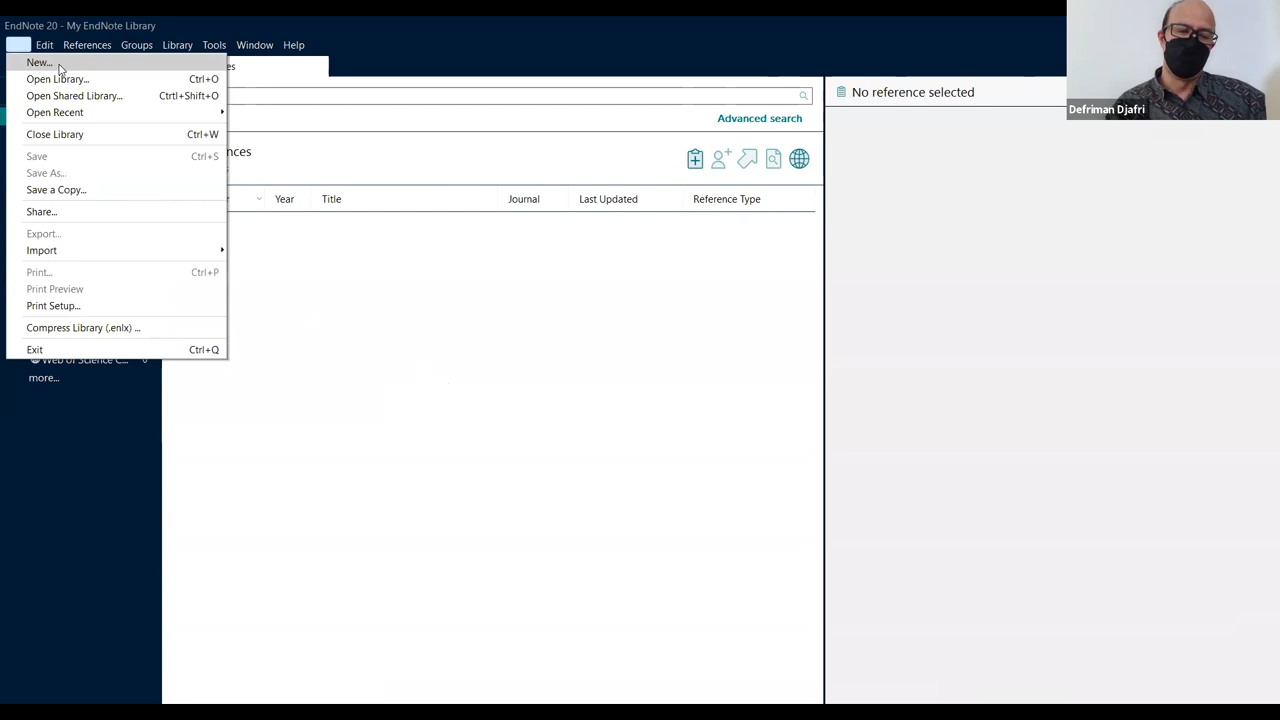 EndNote 20 - My EndNote Library
Edit References Groups Library Tools Window Help
New...
Open Library... Ctrl+O
Open Shared Library... Ctrtl+Shift+O
Open Recent
Close Library Ctrl+W
Save Ctrl+S
Save As...
Save a Copy...
Share...
Export...
Import
Print... Ctrl+P
Print Preview
Print Setup...
Compress Library (.enlx) ...
Exit Ctrl+Q
Web of Science C... 0
more...
es
Advanced search
nces
Year Title Journal Last Updated Reference Type
No reference selected
Defriman Djafri